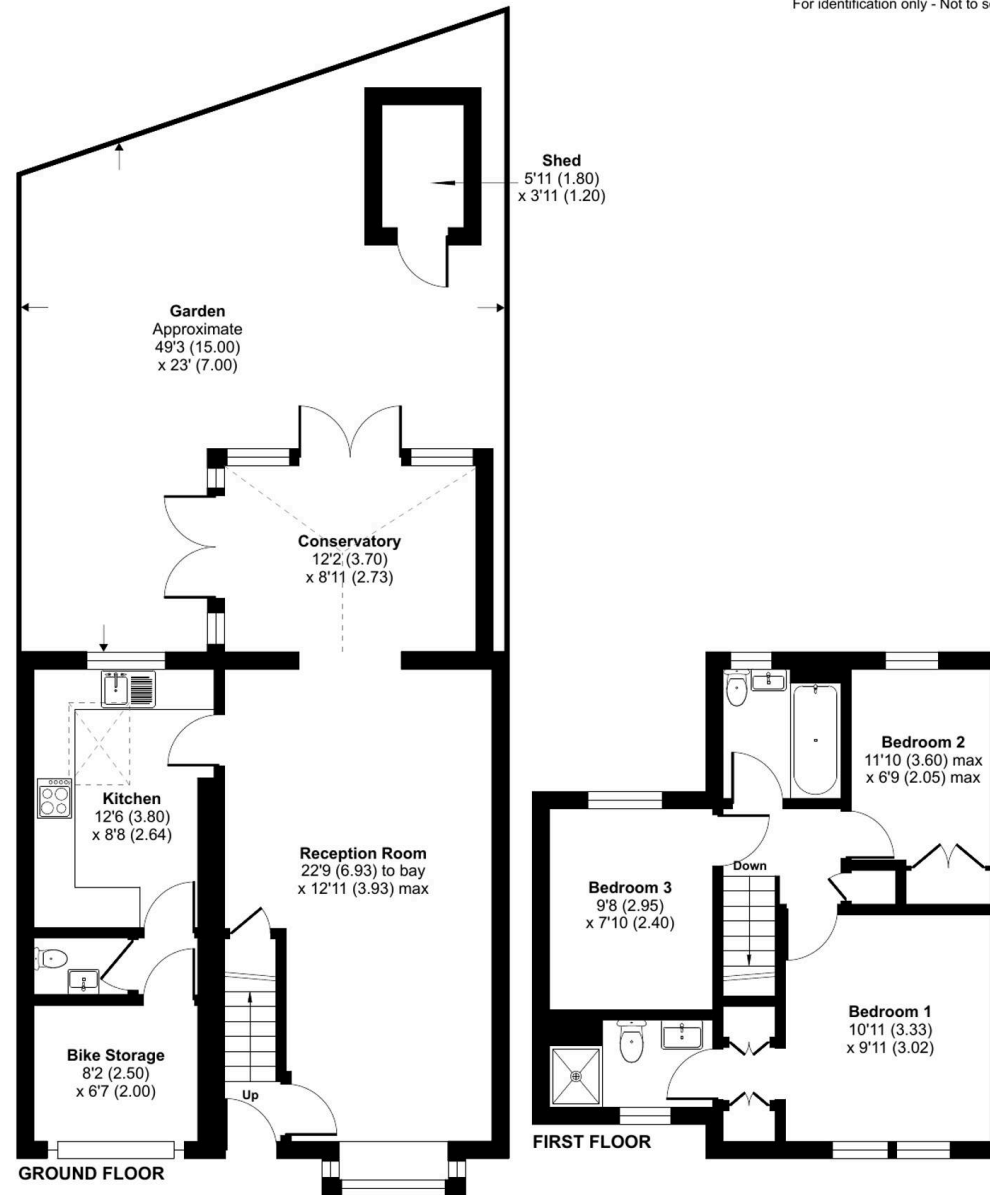 For identification only - Not to
Shed
5'11 (1.80)
x 3'11 (1.20)
Garden
Approximate
49'3 (15.00)
x 23' (7.00)
Conservatory
12'2 (3.70)
x 8'11 (2.73)
Kitchen
12'6 (3.80)
x 8'8 (2.64)
Reception Room
22'9 (6.93) to bay
x 12'11 (3.93) max
Bike Storage
8'2 (2.50)
x 6'7 (2.00)
Up
GROUND FLOOR
Bedroom 2
11'10 (3.60) max
x 6'9 (2.05) max
Down
Bedroom 3
9'8 (2.95)
x 7'10 (2.40)
Bedroom 1
10'11 (3.33)
x 9'11 (3.02)
FIRST FLOOR